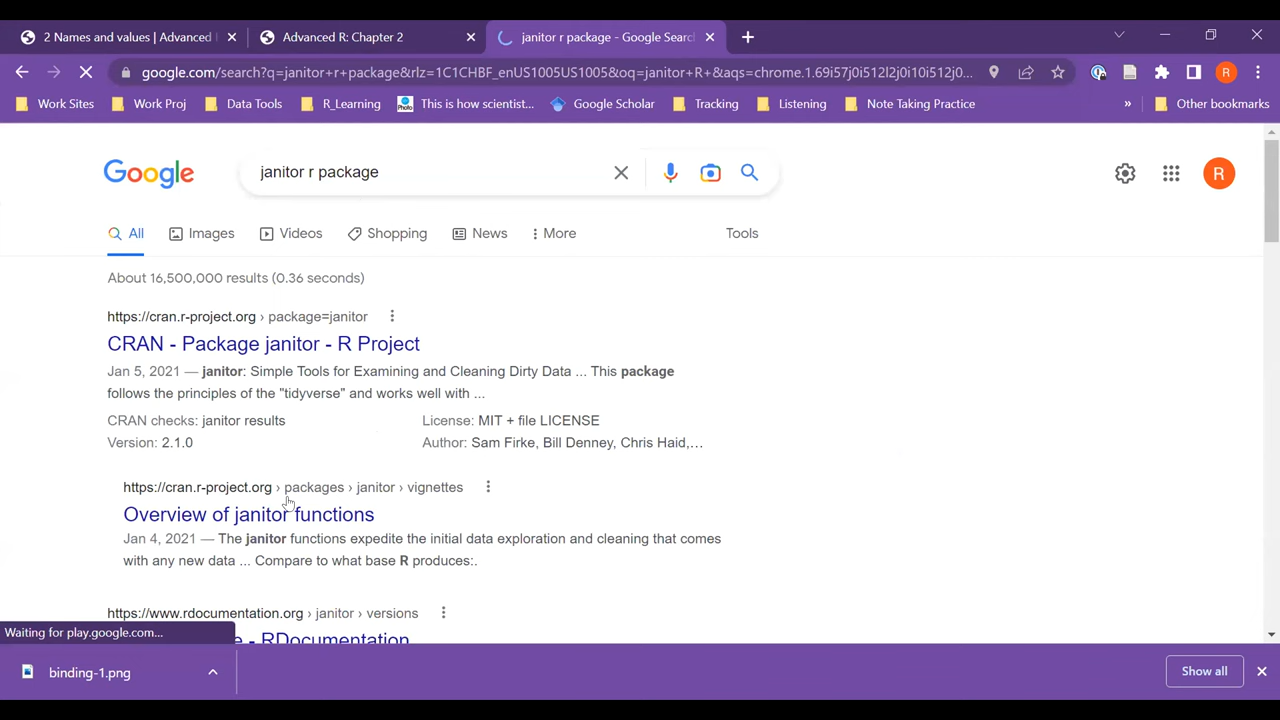 2 Names and values | Advanced
Advanced R: Chapter 2
janitor r package - Google Searc
google.com/search?q=janitor+r+package&rlz=1C1CHBF_enUS1005US1005&oq=janitor+R+&aqs=chrome.1.69i57j0i512l2j0i10i512j0...
R
Work Sites
Work Proj
Data Tools
R_Learning
This is how scientist...
Google Scholar
Tracking
Listening
Note Taking Practice
»
Other bookmarks
Google
janitor r package
R
All
Images
Videos
Shopping
News
More
Tools
About 16,500,000 results (0.36 seconds)
https://cran.r-project.org › package=janitor
CRAN - Package janitor - R Project
Jan 5, 2021 — janitor: Simple Tools for Examining and Cleaning Dirty Data ... This package
follows the principles of the "tidyverse" and works well with ...
CRAN checks: janitor results
License: MIT + file LICENSE
Version: 2.1.0
Author: Sam Firke, Bill Denney, Chris Haid,...
https://cran.r-project.org › packages › janitor › vignettes
Overview of janitor functions
Jan 4, 2021 — The janitor functions expedite the initial data exploration and cleaning that comes
with any new data ... Compare to what base R produces:.
https://www.rdocumentation.org › janitor › versions
e - RDocumentation
Waiting for play.google.com...
binding-1.png
Show all